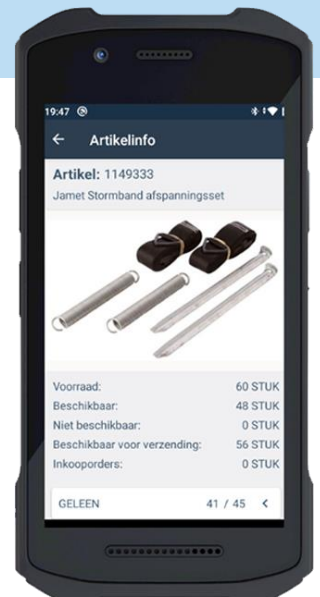 19:47
Artikelinfo
Artikel: 1149333
Jamet Stormband afspanningsset
Voorraad: 60 STUK
Beschikbaar: 48 STUK
Niet beschikbaar: 0 STUK
Beschikbaar voor verzending: 56 STUK
Inkooporders: 0 STUK
GELEEN 41 / 45